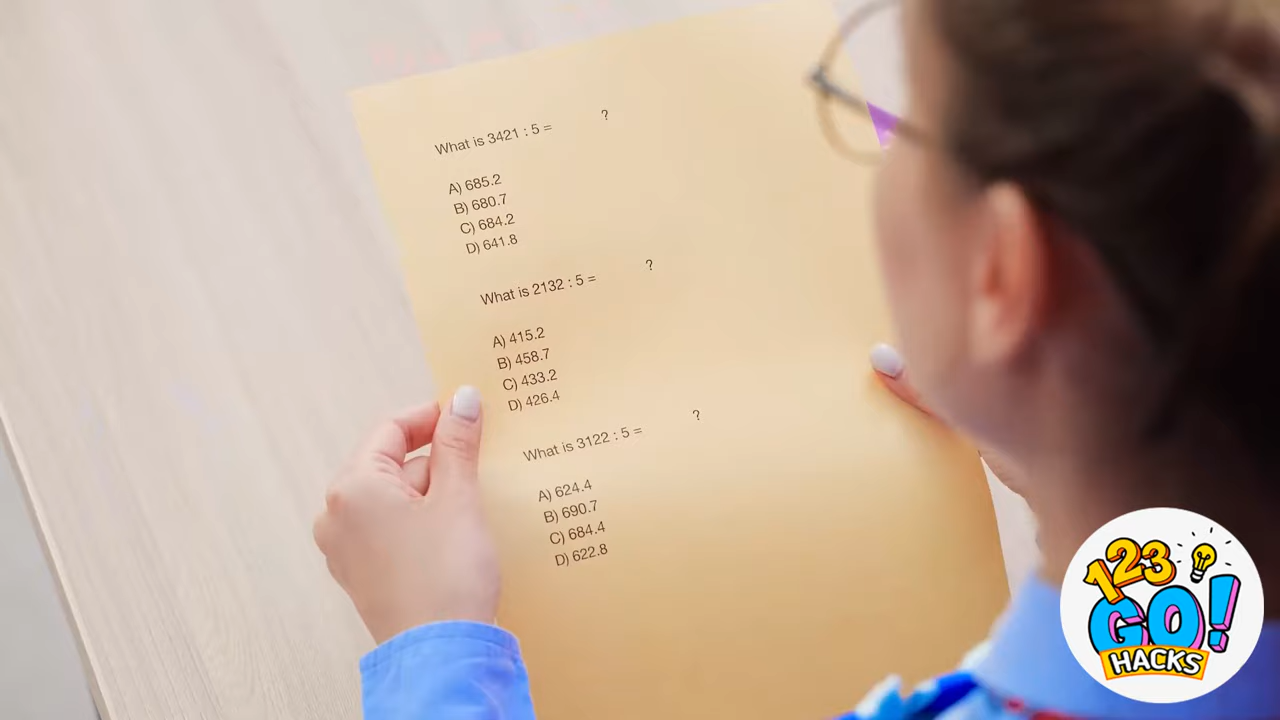 What is 3421 : 5 = ?
A) 685.2
B) 680.7
C) 684.2
D) 641.8
What is 2132 : 5 = ?
A) 415.2
B) 458.7
C) 433.2
D) 426.4
What is 3122 : 5 = ?
A) 624.4
B) 690.7
C) 684.4
D) 622.8
123
GO!
HACKS